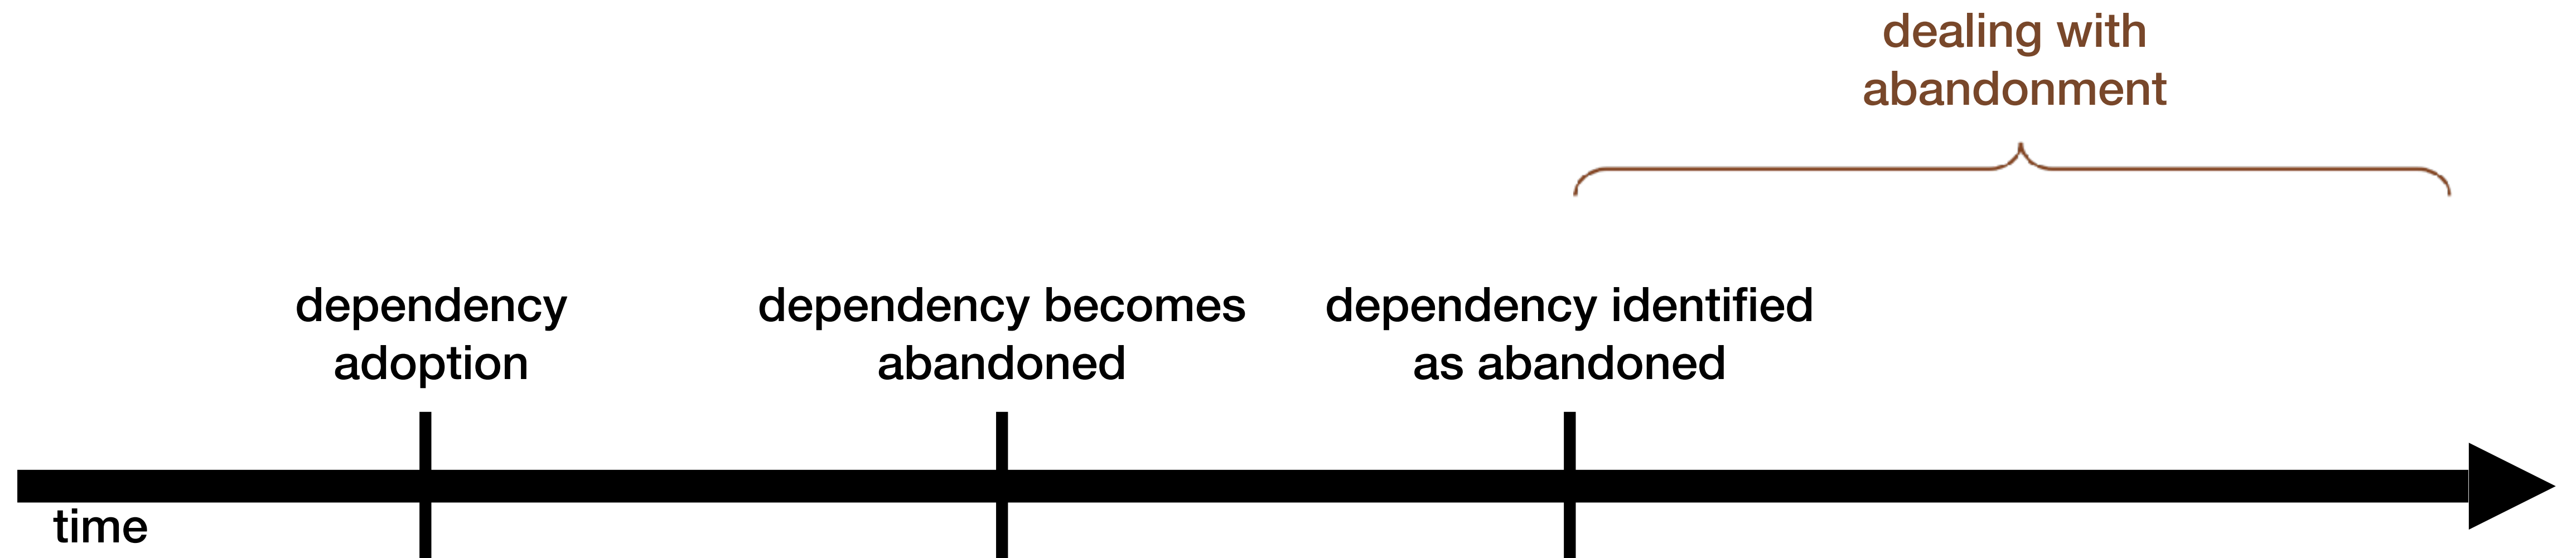 dealing with
abandonment
dependency
adoption
dependency becomes
abandoned
dependency identified
as abandoned
time